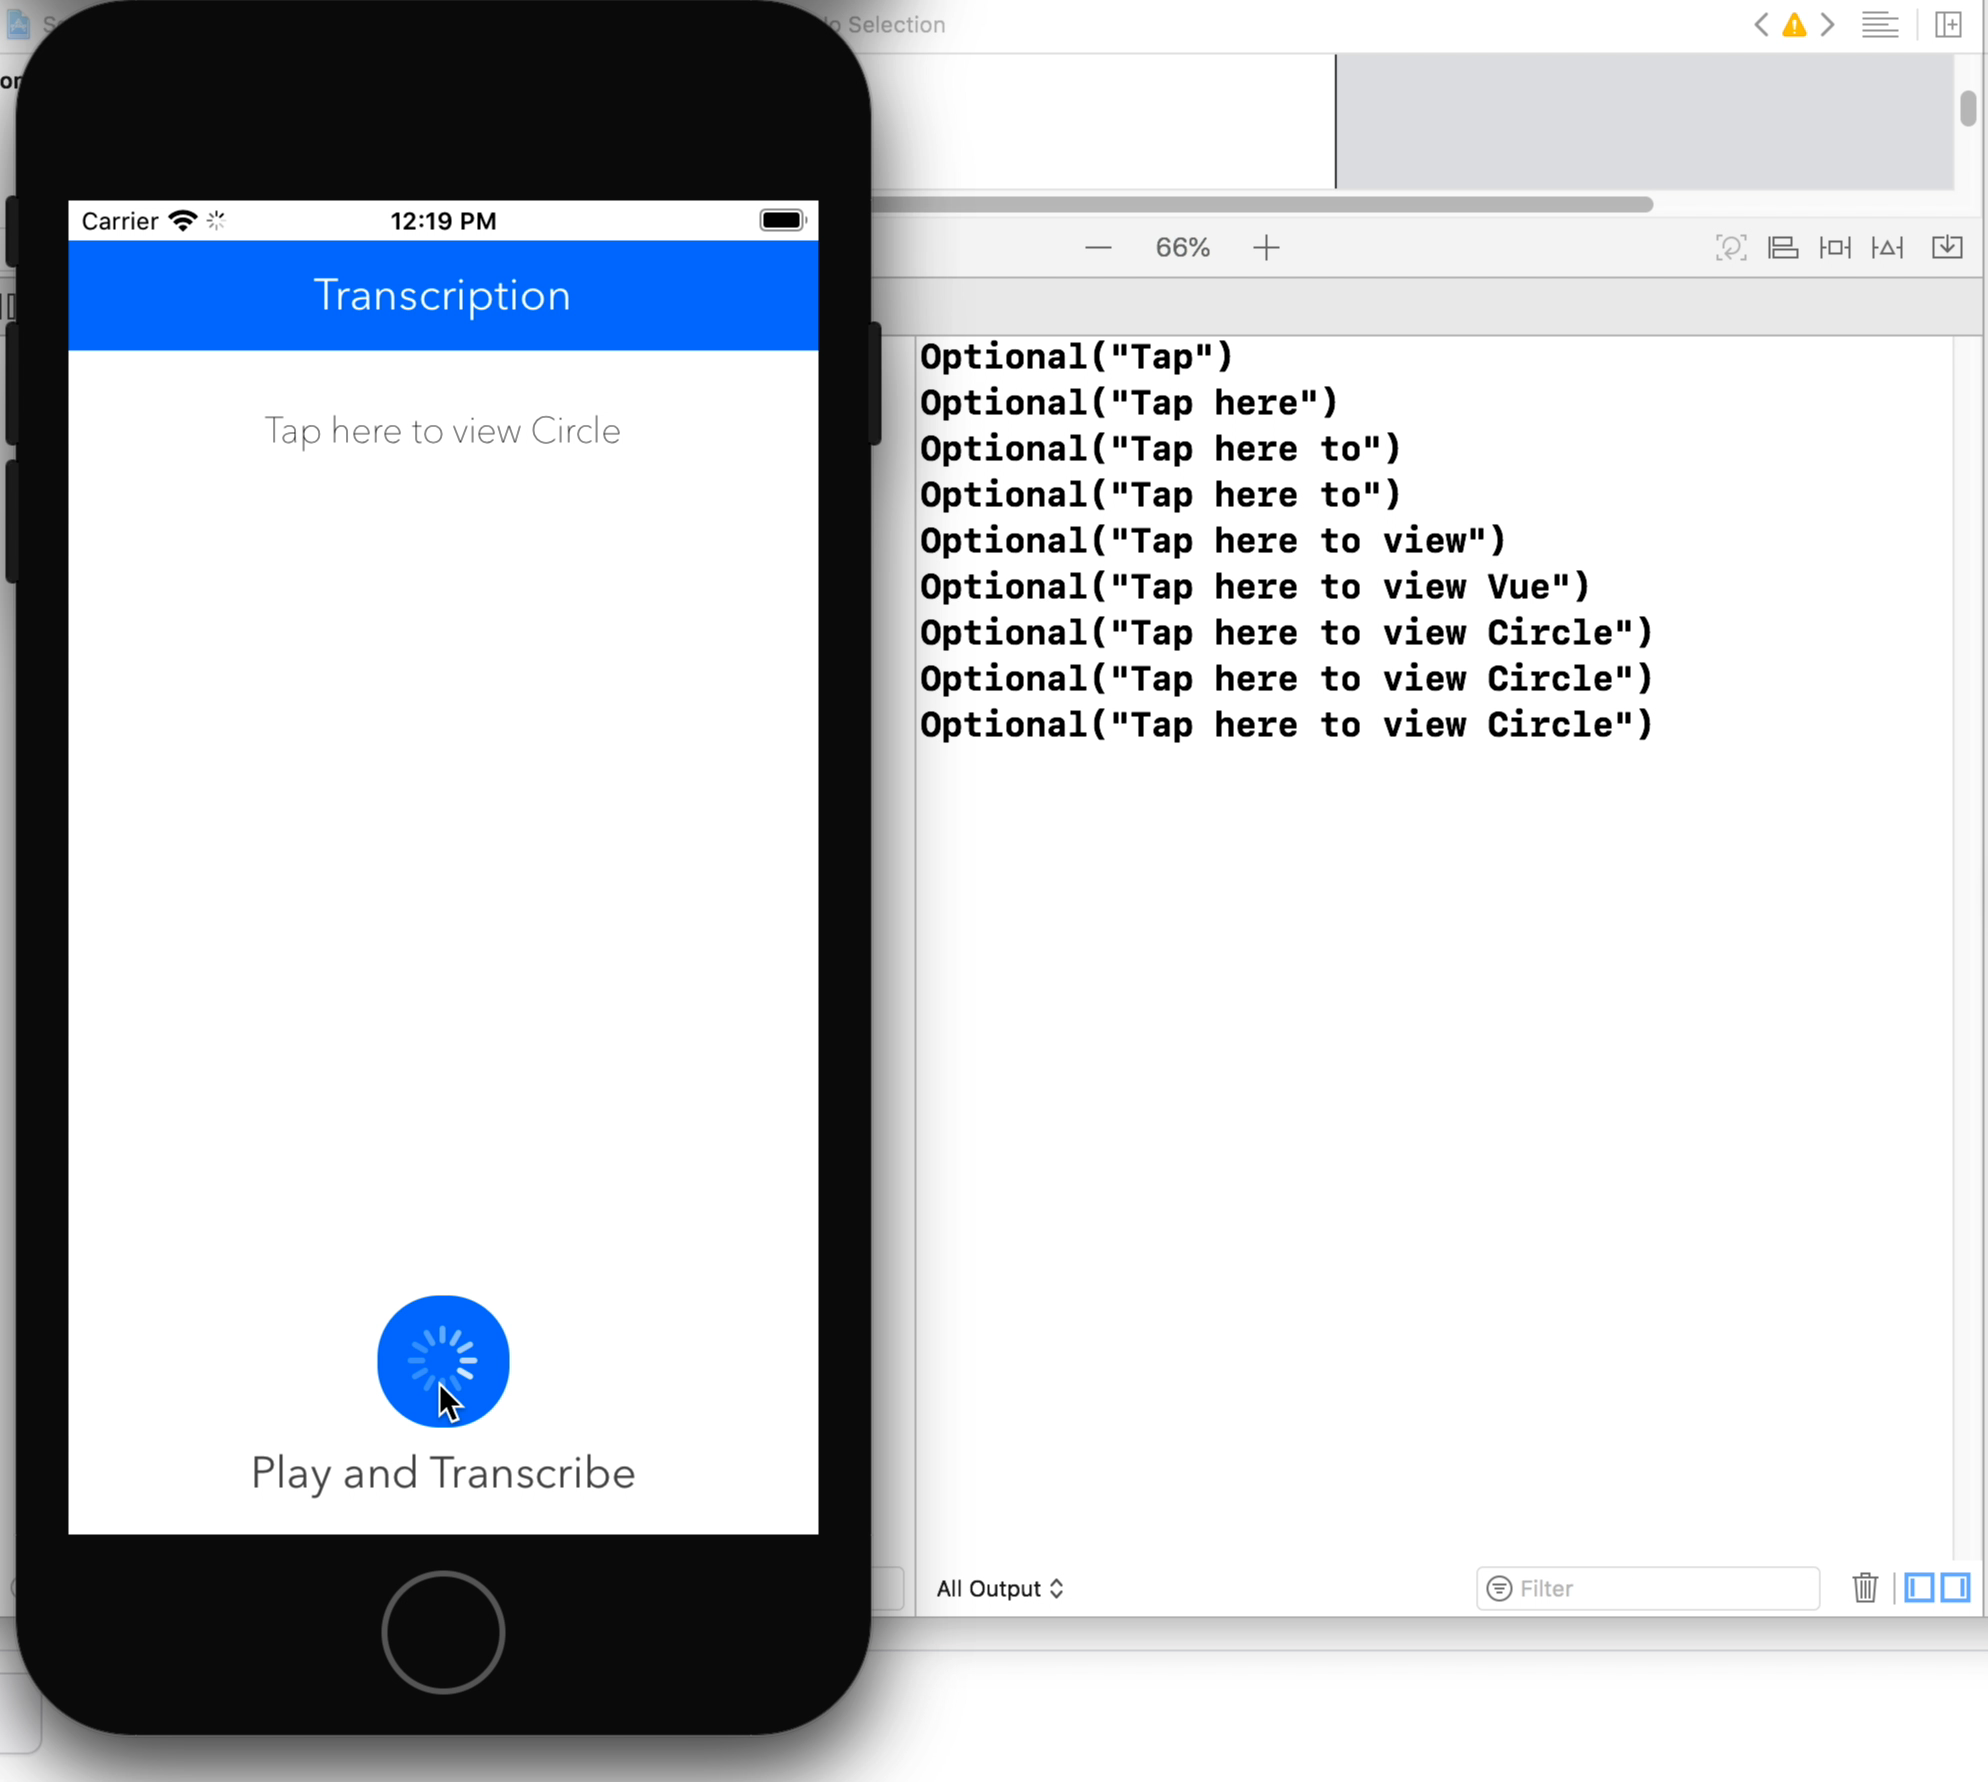 o Selection
or
Carrier 12:19 PM
Transcription
Tap here to view Circle
Play and Transcribe
66%
Optional("Tap")
Optional("Tap here")
Optional("Tap here to")
Optional("Tap here to")
Optional("Tap here to view")
Optional("Tap here to view Vue")
Optional("Tap here to view Circle")
Optional("Tap here to view Circle")
Optional("Tap here to view Circle")
All Output
Filter